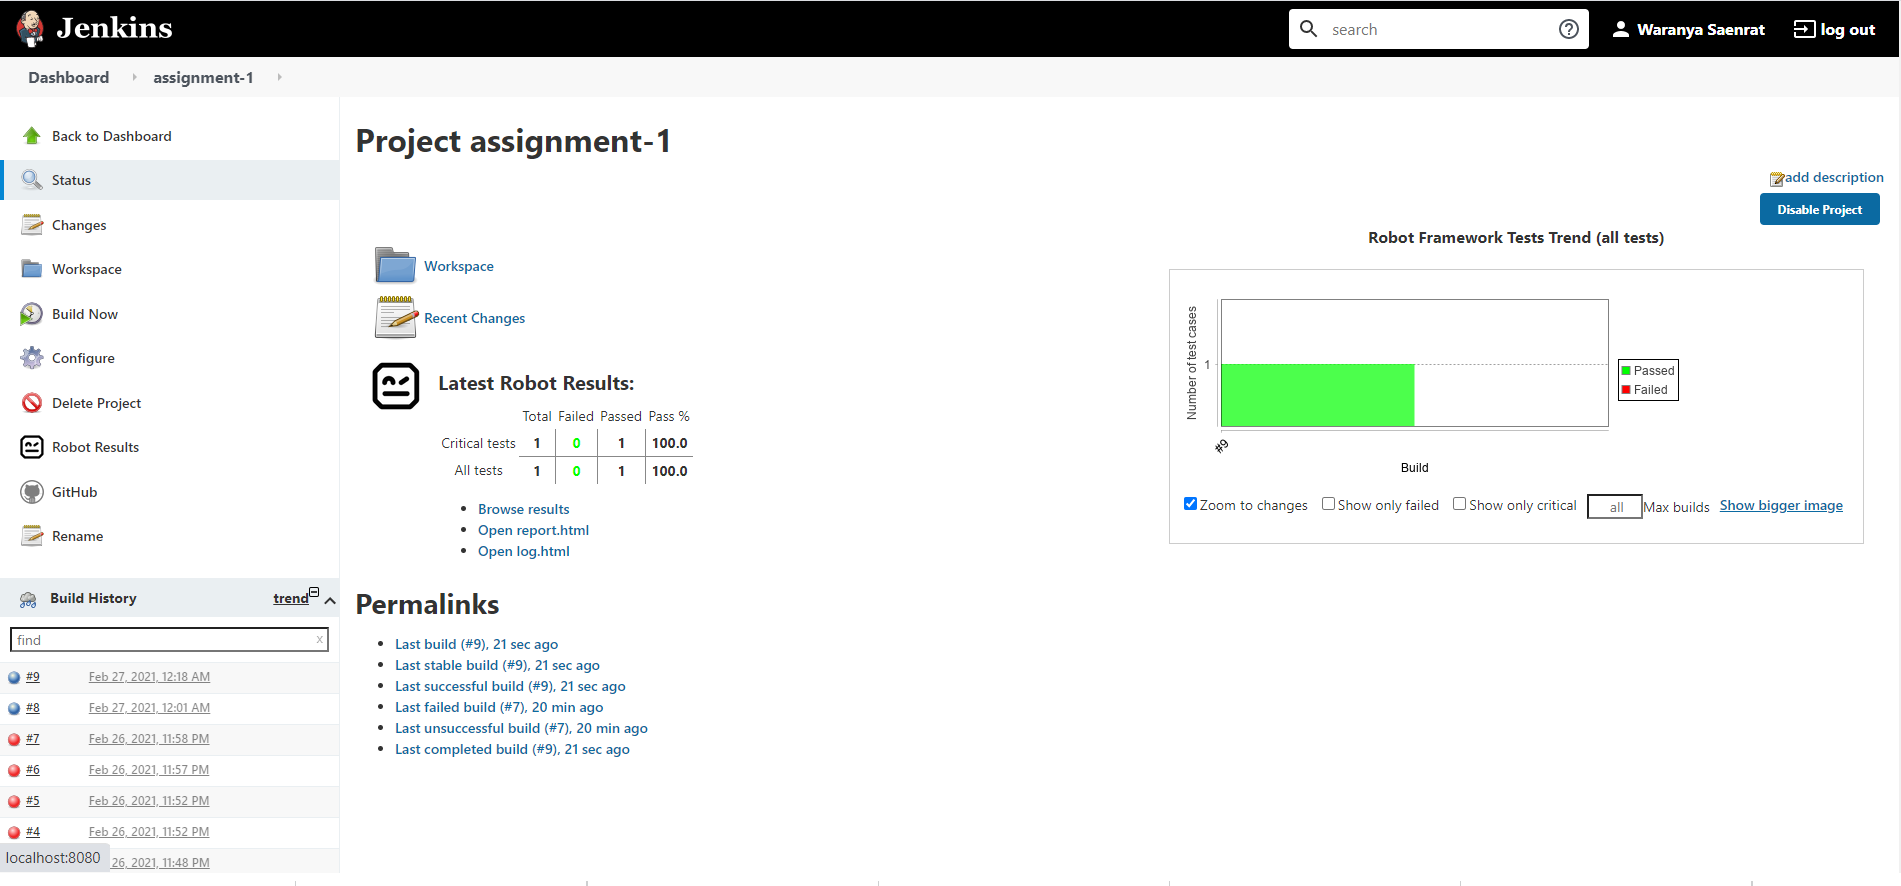 Jenkins
search
Waranya Saenrat
log out
Dashboard
assignment-1
Back to Dashboard
Status
Changes
Workspace
Build Now
Configure
Delete Project
Robot Results
GitHub
Rename
Build History
trend
find
x
#9 Feb 27, 2021, 12:18 AM
#8 Feb 27, 2021, 12:01 AM
#7 Feb 26, 2021, 11:58 PM
#6 Feb 26, 2021, 11:57 PM
#5 Feb 26, 2021, 11:52 PM
#4 Feb 26, 2021, 11:52 PM
26, 2021, 11:48 PM
localhost:8080
Project assignment-1
add description
Disable Project
Workspace
Recent Changes
Latest Robot Results:
Total Failed Passed Pass %
Critical tests 1 0 1 100.0
All tests 1 0 1 100.0
Browse results
Open report.html
Open log.html
Permalinks
Last build (#9), 21 sec ago
Last stable build (#9), 21 sec ago
Last successful build (#9), 21 sec ago
Last failed build (#7), 20 min ago
Last unsuccessful build (#7), 20 min ago
Last completed build (#9), 21 sec ago
Robot Framework Tests Trend (all tests)
Number of test cases
1
#9
Build
Passed
Failed
Zoom to changes Show only failed Show only critical all Max builds Show bigger image